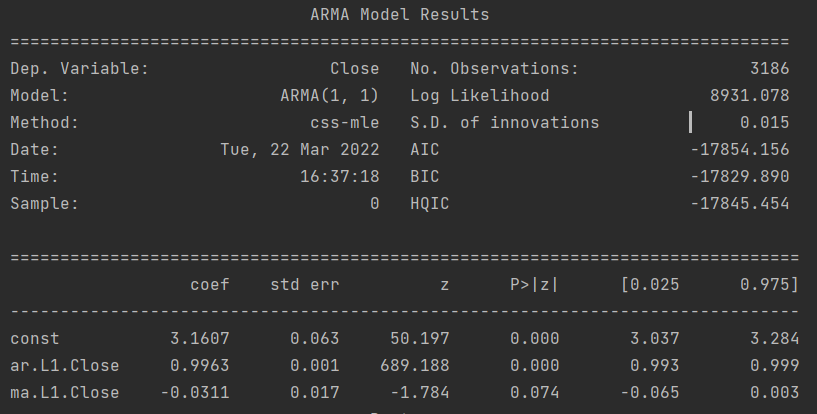 ARMA Model Results
==============================================================================
Dep. Variable: Close No. Observations: 3186
Model: ARMA(1, 1) Log Likelihood 8931.078
Method: css-mle S.D. of innovations 0.015
Date: Tue, 22 Mar 2022 AIC -17854.156
Time: 16:37:18 BIC -17829.890
Sample: 0 HQIC -17845.454
===============================================================================
coef std err z P>|z| [0.025 0.975]
-------------------------------------------------------------------------------
const 3.1607 0.063 50.197 0.000 3.037 3.284
ar.L1.Close 0.9963 0.001 689.188 0.000 0.993 0.999
ma.L1.Close -0.0311 0.017 -1.784 0.074 -0.065 0.003